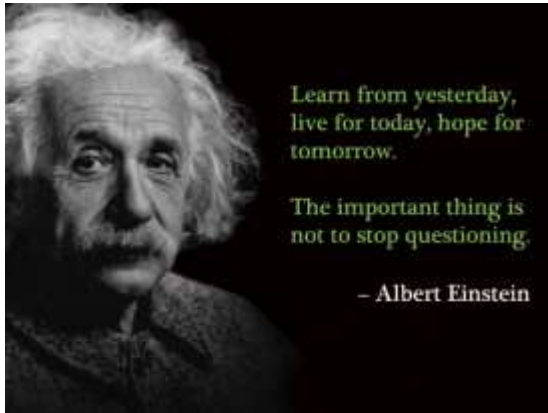 Learn from yesterday,
live for today, hope for
tomorrow.
The important thing is
not to stop questioning.
– Albert Einstein